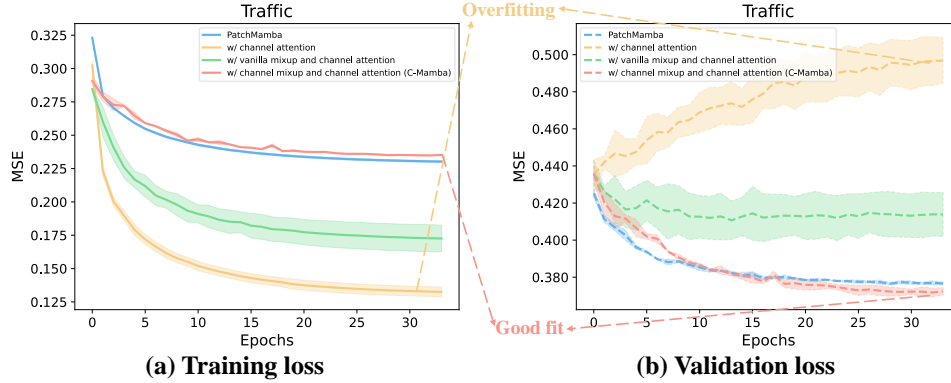 Traffic
Overfitting
Traffic
0.325
0.300
0.275
0.250
0.225
0.200
0.175
0.150
0.125
MSE
PatchMamba
w/ channel attention
w/ vanilla mixup and channel attention
w/ channel mixup and channel attention (C-Mamba)
0 5 10 15 20 25 30
Epochs
(a) Training loss
0.500
0.480
0.460
0.440
0.420
0.400
0.380
MSE
PatchMamba
w/ channel attention
w/ vanilla mixup and channel attention
w/ channel mixup and channel attention (C-Mamba)
Good fit
0 5 10 15 20 25 30
Epochs
(b) Validation loss